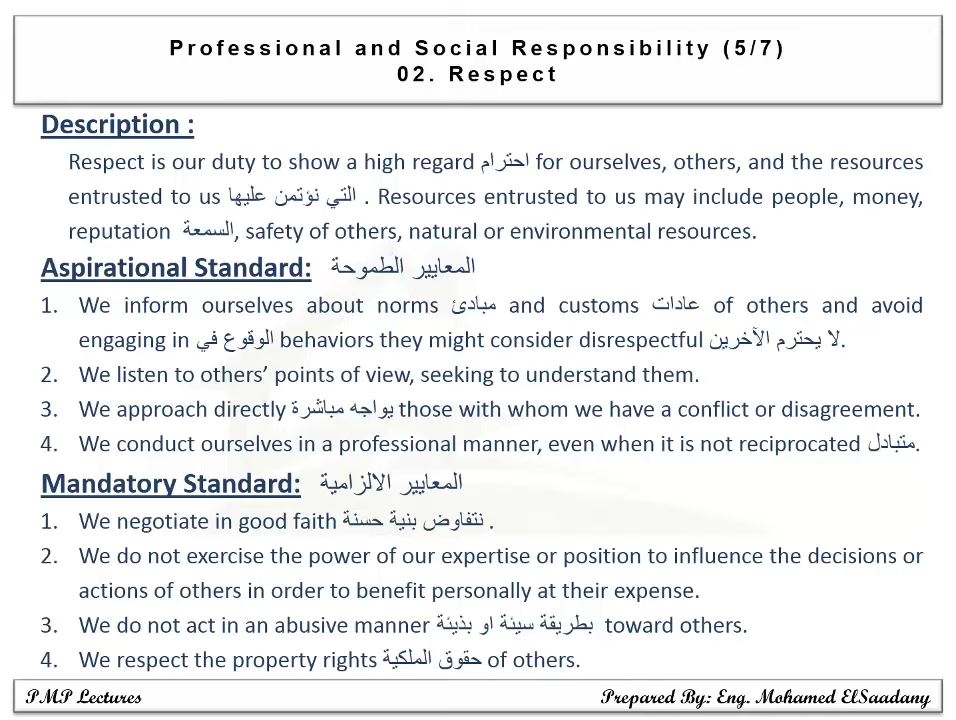 Professional and Social Responsibility (5/7)
02. Respect
Description :
Respect is our duty to show a high regard احترام for ourselves, others, and the resources
entrusted to us التي نؤتمن عليها . Resources entrusted to us may include people, money,
reputation السمعة, safety of others, natural or environmental resources.
Aspirational Standard: المعايير الطموحة
1. We inform ourselves about norms مبادئ and customs عادات of others and avoid
engaging in الوقوع في behaviors they might consider disrespectful لا يحترم الآخرين.
2. We listen to others’ points of view, seeking to understand them.
3. We approach directly يواجه مباشرة those with whom we have a conflict or disagreement.
4. We conduct ourselves in a professional manner, even when it is not reciprocated متبادل.
Mandatory Standard: المعايير الالزامية
1. We negotiate in good faith نتفاوض بنية حسنة .
2. We do not exercise the power of our expertise or position to influence the decisions or
actions of others in order to benefit personally at their expense.
3. We do not act in an abusive manner بطريقة سيئة او بذيئة toward others.
4. We respect the property rights حقوق الملكية of others.
PMP Lectures
Prepared By: Eng. Mohamed ElSaadany